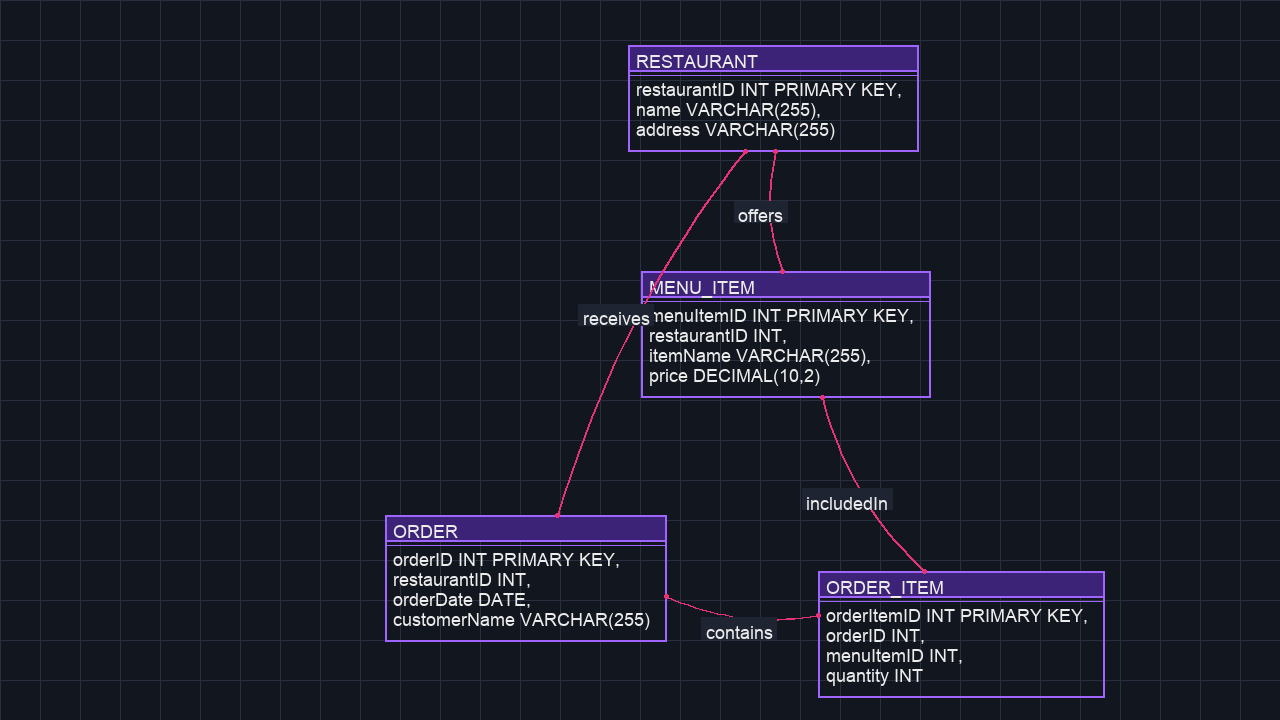 RESTAURANT
restaurantID INT PRIMARY KEY,
name VARCHAR(255),
address VARCHAR(255)
offers
MENU_ITEM
menuItemID INT PRIMARY KEY,
restaurantID INT,
itemName VARCHAR(255),
price DECIMAL(10,2)
receives
includedIn
ORDER
orderID INT PRIMARY KEY,
restaurantID INT,
orderDate DATE,
customerName VARCHAR(255)
contains
ORDER_ITEM
orderItemID INT PRIMARY KEY,
orderID INT,
menuItemID INT,
quantity INT